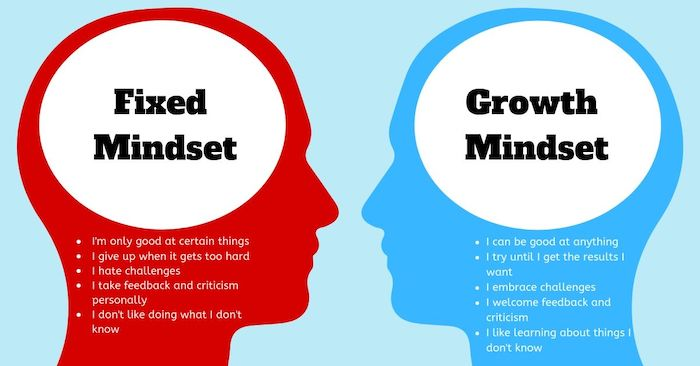 Fixed
Mindset
• I'm only good at certain things
• I give up when it gets too hard
• I hate challenges
• I take feedback and criticism
personally
• I don't like doing what I don't
know
Growth
Mindset
• I can be good at anything
• I try until I get the results I
want
• I embrace challenges
• I welcome feedback and
criticism
• I like learning about things I
don't know